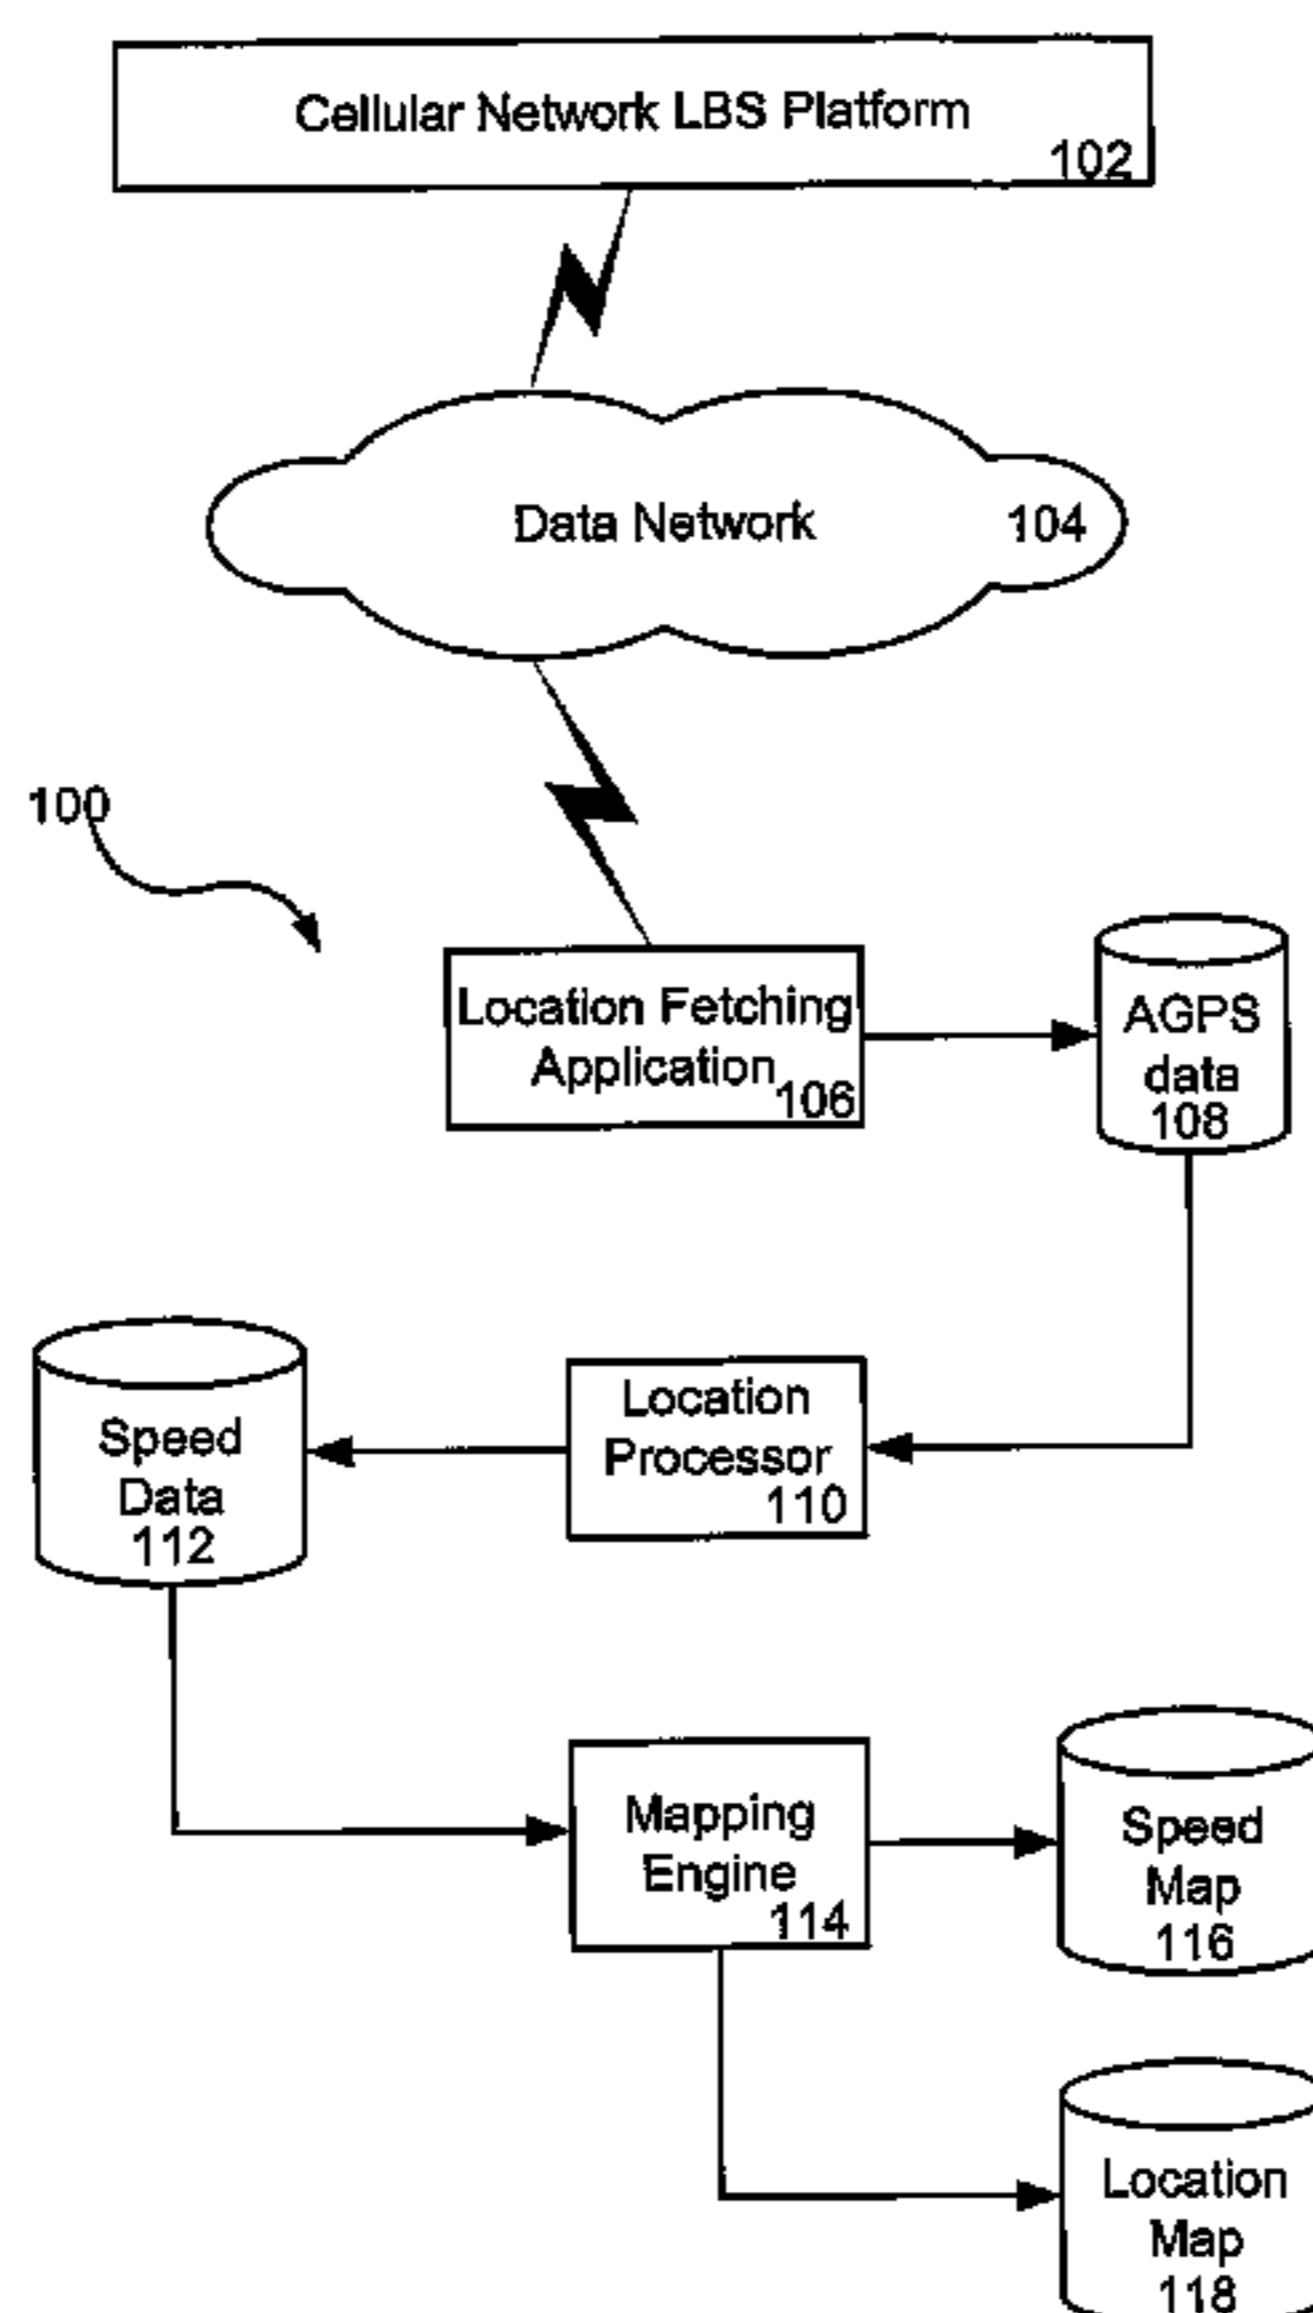 Cellular Network LBS Platform
102
Data Network 104
100
Location Fetching
Application
106
AGPS
data
108
Location
Processor
110
Speed
Data
112
Mapping
Engine
114
Speed
Map
116
Location
Map
118